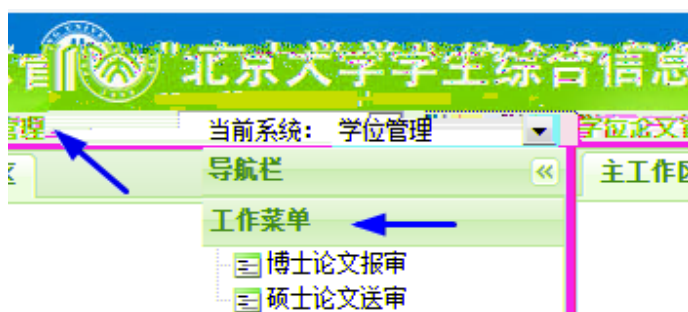 北京大学学生综合信息
管理
当前系统： 学位管理
学位论文管
导航栏
主工作区
工作菜单
博士论文报审
硕士论文送审